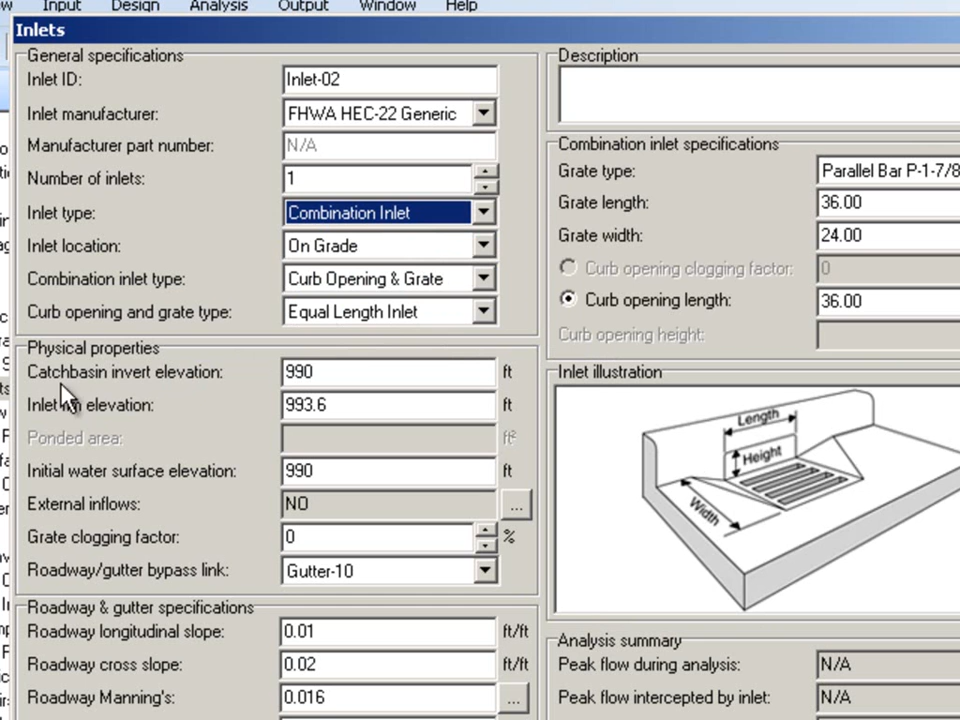 Input Design Analysis Output Window Help
Inlets
General specifications
Inlet ID: Inlet-02
Inlet manufacturer: FHWA HEC-22 Generic
Manufacturer part number: N/A
Number of inlets: 1
Inlet type: Combination Inlet
Inlet location: On Grade
Combination inlet type: Curb Opening & Grate
Curb opening and grate type: Equal Length Inlet
Physical properties
Catchbasin invert elevation: 990 ft
Inlet elevation: 993.6 ft
Ponded area: ft²
Initial water surface elevation: 990 ft
External inflows: NO ...
Grate clogging factor: 0 %
Roadway/gutter bypass link: Gutter-10
Roadway & gutter specifications
Roadway longitudinal slope: 0.01 ft/ft
Roadway cross slope: 0.02 ft/ft
Roadway Manning's: 0.016 ...
Description
Combination inlet specifications
Grate type: Parallel Bar P-1-7/8
Grate length: 36.00
Grate width: 24.00
Curb opening clogging factor: 0
Curb opening length: 36.00
Curb opening height:
Inlet illustration
Length
Height
Width
Analysis summary
Peak flow during analysis: N/A
Peak flow intercepted by inlet: N/A